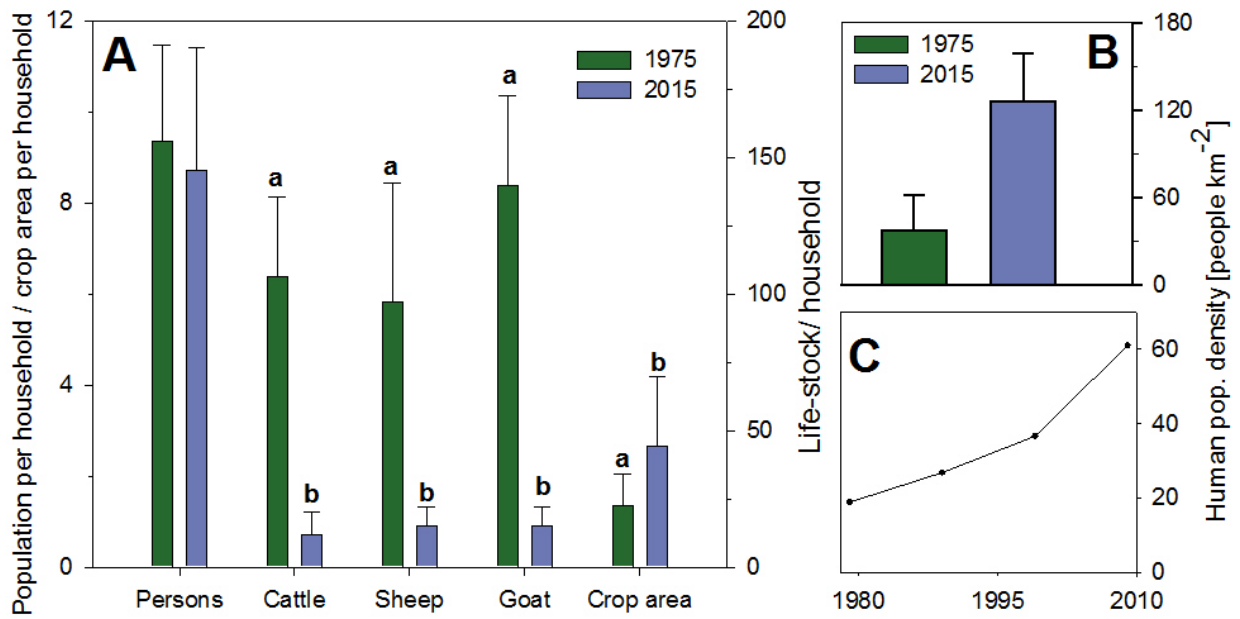 Population per household / crop area per household
12
8
4
0
A
1975
2015
a
a
a
b
b
b
a
b
Persons
Cattle
Sheep
Goat
Crop area
200
150
100
50
0
Life-stock/ household
1975
2015
B
180
120
60
0
C
60
40
20
0
1980
1995
2010
Human pop. density [people km-2]